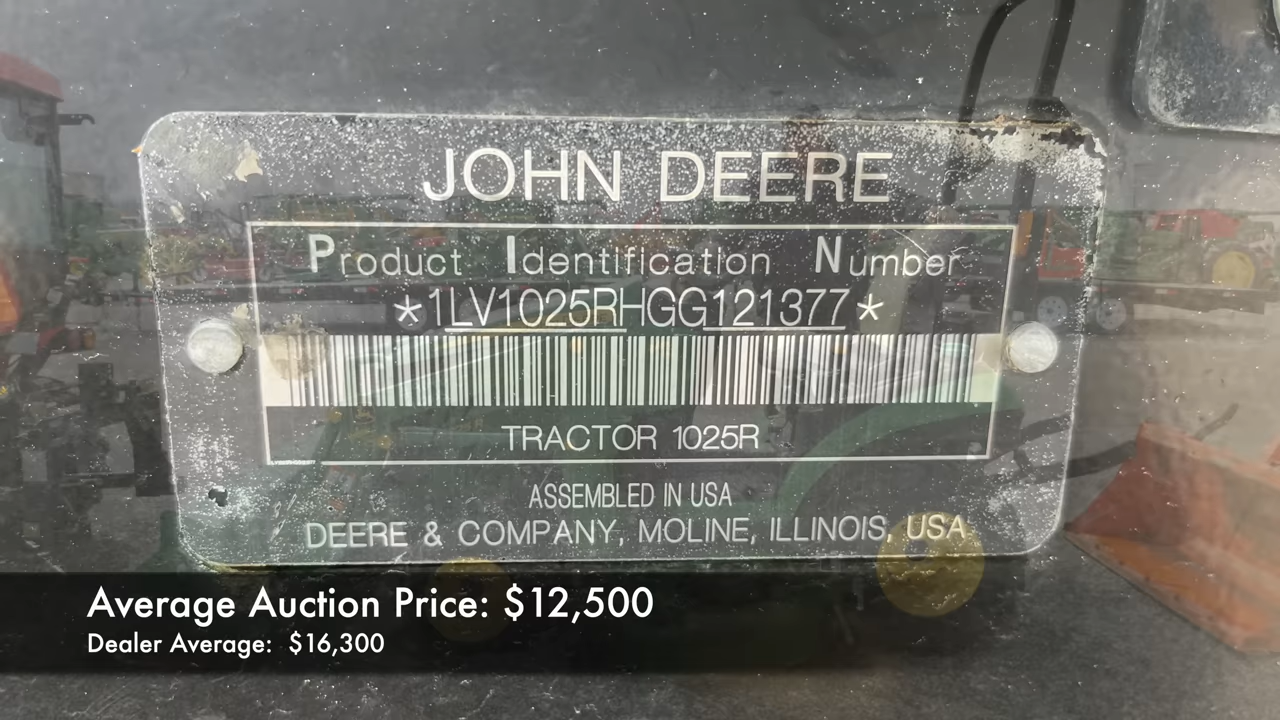 JOHN DEERE
Product Identification Number
*1LV1025RHGG121377*
TRACTOR 1025R
ASSEMBLED IN USA
DEERE & COMPANY, MOLINE, ILLINOIS, USA
Average Auction Price: $12,500
Dealer Average: $16,300